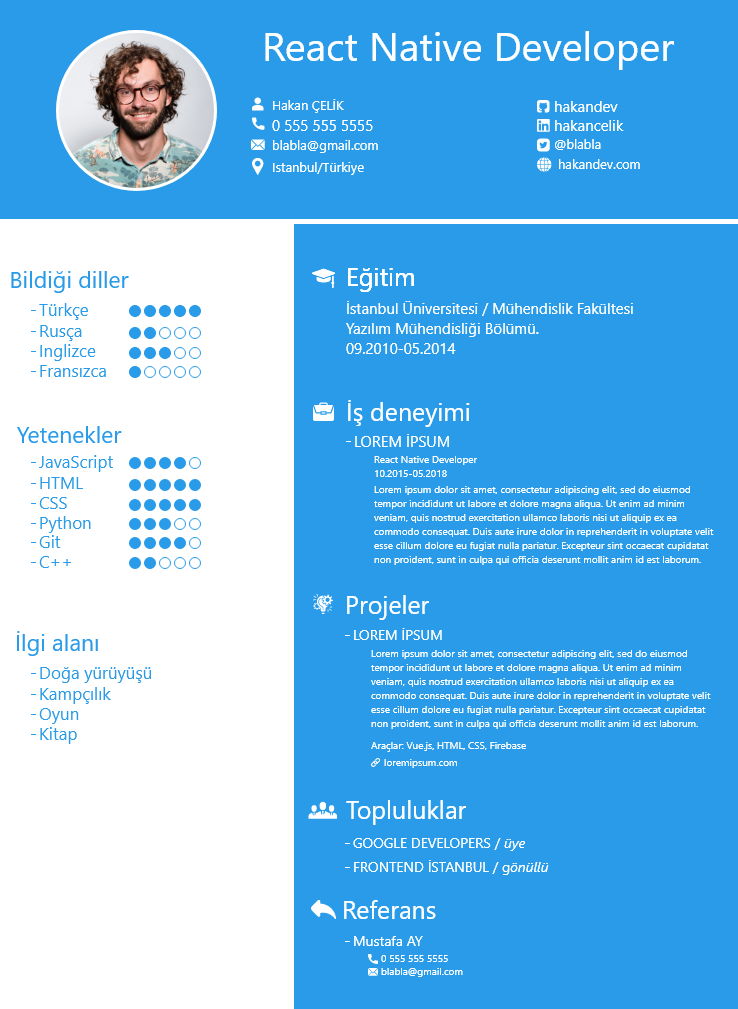 React Native Developer
Hakan ÇELİK
0 555 555 5555
blabla@gmail.com
Istanbul/Türkiye
hakandev
hakancelik
@blabla
hakandev.com
Bildiği diller
-Türkçe
-Rusça
-Inglizce
-Fransızca
Yetenekler
-JavaScript
-HTML
-CSS
-Python
-Git
-C++
İlgi alanı
-Doğa yürüyüşü
-Kampçılık
-Oyun
-Kitap
Eğitim
İstanbul Üniversitesi / Mühendislik Fakültesi
Yazılım Mühendisliği Bölümü.
09.2010-05.2014
İş deneyimi
-LOREM İPSUM
React Native Developer
10.2015-05.2018
Lorem ipsum dolor sit amet, consectetur adipiscing elit, sed do eiusmod
tempor incididunt ut labore et dolore magna aliqua. Ut enim ad minim
veniam, quis nostrud exercitation ullamco laboris nisi ut aliquip ex ea
commodo consequat. Duis aute irure dolor in reprehenderit in voluptate velit
esse cillum dolore eu fugiat nulla pariatur. Excepteur sint occaecat cupidatat
non proident, sunt in culpa qui officia deserunt mollit anim id est laborum.
Projeler
-LOREM İPSUM
Lorem ipsum dolor sit amet, consectetur adipiscing elit, sed do eiusmod
tempor incididunt ut labore et dolore magna aliqua. Ut enim ad minim
veniam, quis nostrud exercitation ullamco laboris nisi ut aliquip ex ea
commodo consequat. Duis aute irure dolor in reprehenderit in voluptate velit
esse cillum dolore eu fugiat nulla pariatur. Excepteur sint occaecat cupidatat
non proident, sunt in culpa qui officia deserunt mollit anim id est laborum.
Araçlar: Vue.js, HTML, CSS, Firebase
loremipsum.com
Topluluklar
-GOOGLE DEVELOPERS / üye
-FRONTEND İSTANBUL / gönüllü
Referans
-Mustafa AY
0 555 555 5555
blabla@gmail.com